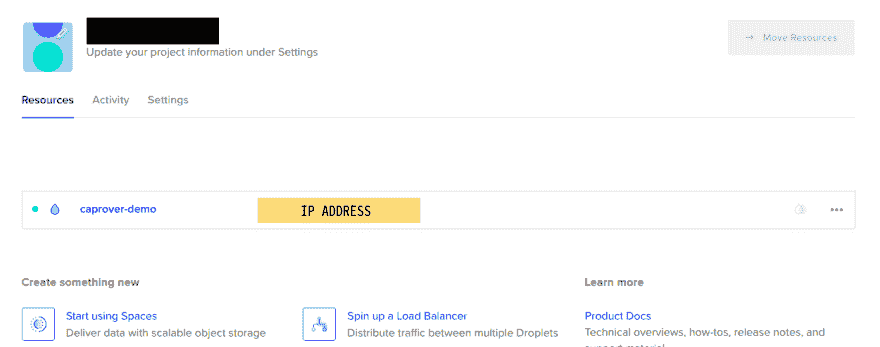 Update your project information under Settings
→ Move Resources
Resources Activity Settings
caprover-demo IP ADDRESS
Create something new Learn more
Start using Spaces Spin up a Load Balancer Product Docs
Deliver data with scalable object storage Distribute traffic between multiple Droplets Technical overviews, how-tos, release notes, and